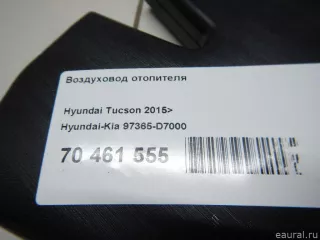 Воздуховод отопителя
Hyundai Tucson 2015>
Hyundai-Kia 97365-D7000
70 461 555
eaural.ru